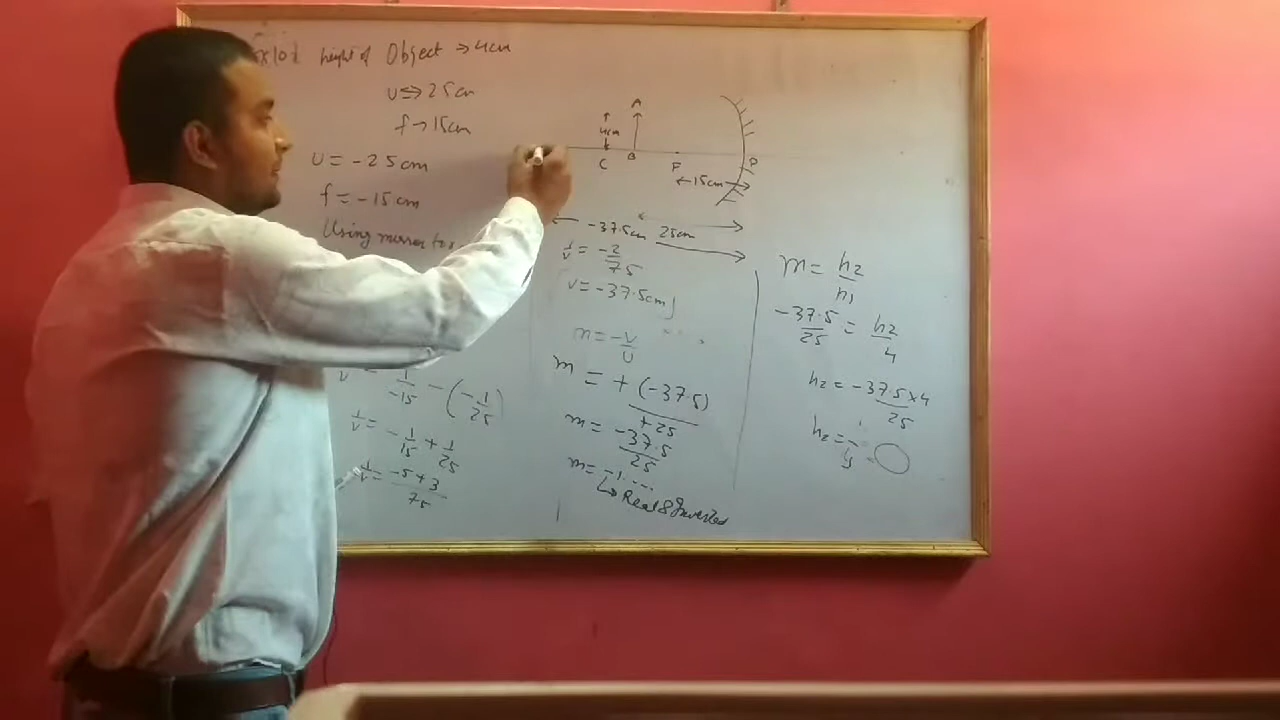 height of Object → 4cm
u ⇒ 25cm
f → 15cm
u = -25cm
f = -15cm
Using mirror
1/-15 - (-1/25)
1/v = -1/15 + 1/25
1/v = -5+3/75
A
4cm
C B F P
15cm
-37.5cm 25cm
1/v = -2/75
v = -37.5cm
m = -v/u
m = +(-37.5)/+25
m = -37.5/25
m = -1.
↳ Real & Inverted
m = h2/h1
-37.5/25 = h2/4
h2 = -37.5×4/25
h2 =